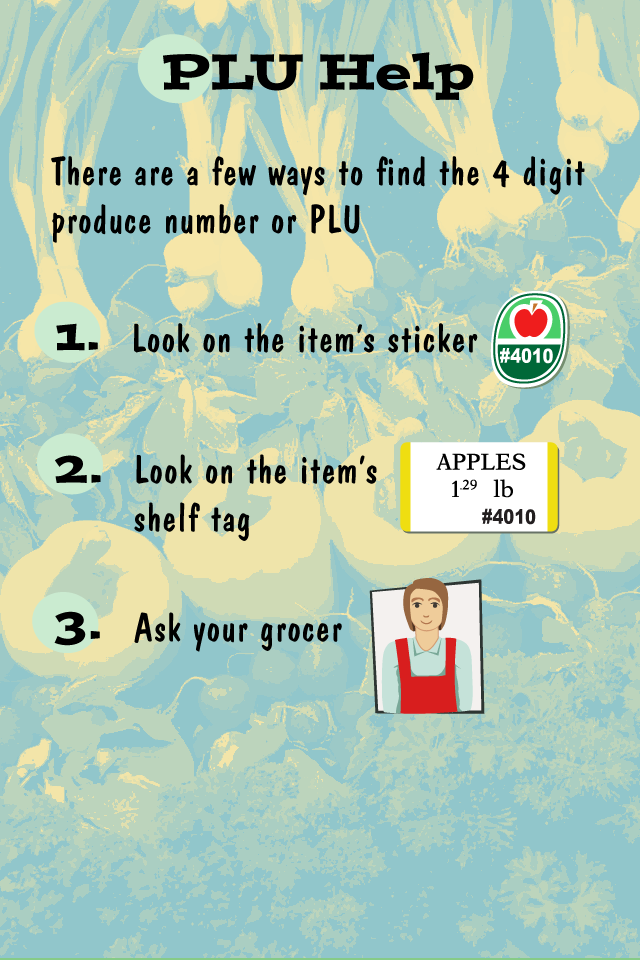 PLU Help
There are a few ways to find the 4 digit
produce number or PLU
1. Look on the item's sticker
#4010
2. Look on the item's
shelf tag
APPLES
1.29 lb
#4010
3. Ask your grocer